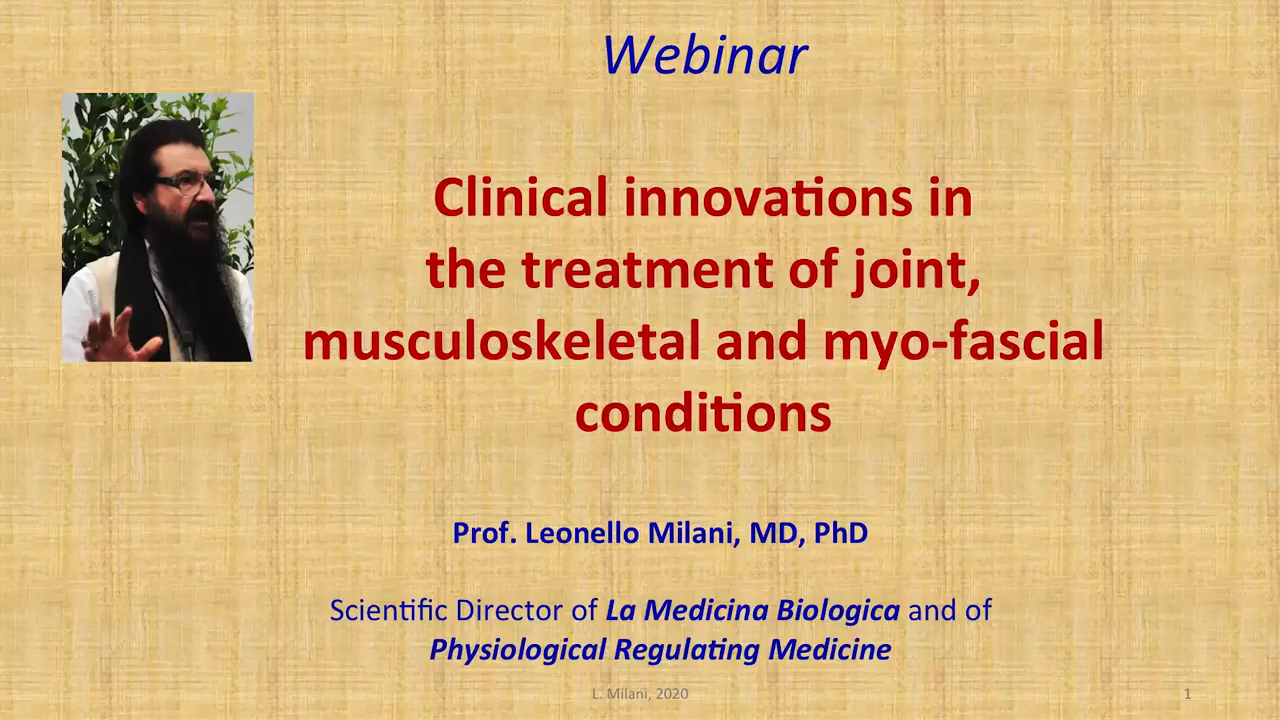 Webinar
Clinical innovations in
the treatment of joint,
musculoskeletal and myo-fascial
conditions
Prof. Leonello Milani, MD, PhD
Scientific Director of La Medicina Biologica and of
Physiological Regulating Medicine
L. Milani, 2020
1